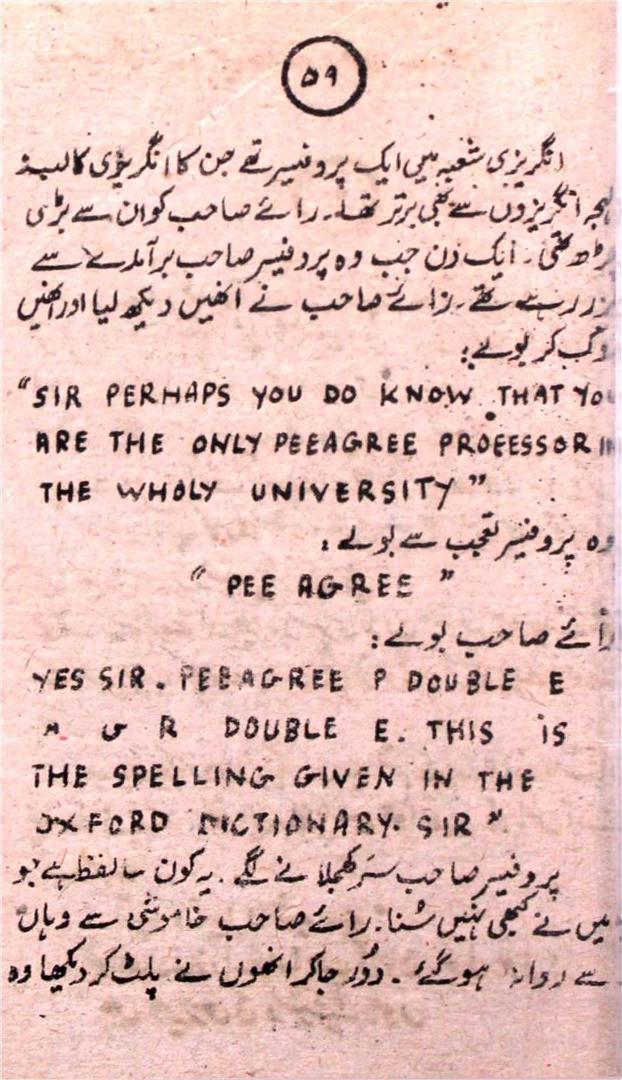 ۵۹
انگریزی شعبہ میں ایک پروفیسر تھے جن کا انگریزی کا لب و
لہجہ انگریزوں سے بھی برتر تھا۔ رائے صاحب کو ان سے بڑی
تھی۔ ایک دن جب وہ پروفیسر صاحب برآمدے سے
گزر رہے تھے۔ رائے صاحب نے انھیں دیکھ لیا اور انھیں
روک کر بولے:
"SIR PERHAPS YOU DO KNOW THAT YOU
ARE THE ONLY PEEAGREE PROFESSOR IN
THE WHOLY UNIVERSITY"
وہ پروفیسر تعجب سے بولے:
"PEE AGREE"
رائے صاحب بولے:
YES SIR. PEEAGREE P DOUBLE E
A G R DOUBLE E. THIS IS
THE SPELLING GIVEN IN THE
OXFORD DICTIONARY. SIR"
پروفیسر صاحب سَر کھجلانے لگے۔ یہ کون سا لفظ ہے جو
میں نے کبھی نہیں سُنا۔ رائے صاحب خاموشی سے وہاں
سے روانہ ہوگئے۔ دُور جاکر انھوں نے پلٹ کر دیکھا وہ